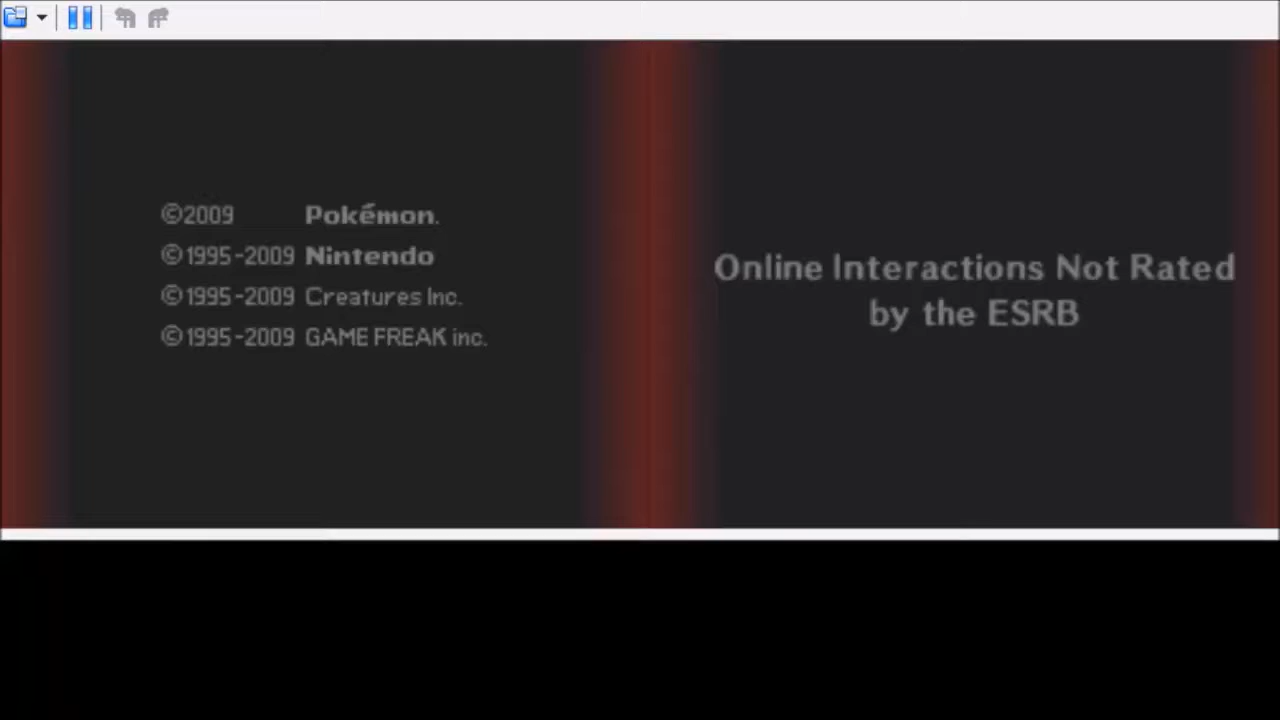 ©2009 Pokémon.
©1995-2009 Nintendo
©1995-2009 Creatures Inc.
©1995-2009 GAME FREAK inc.
Online Interactions Not Rated
by the ESRB